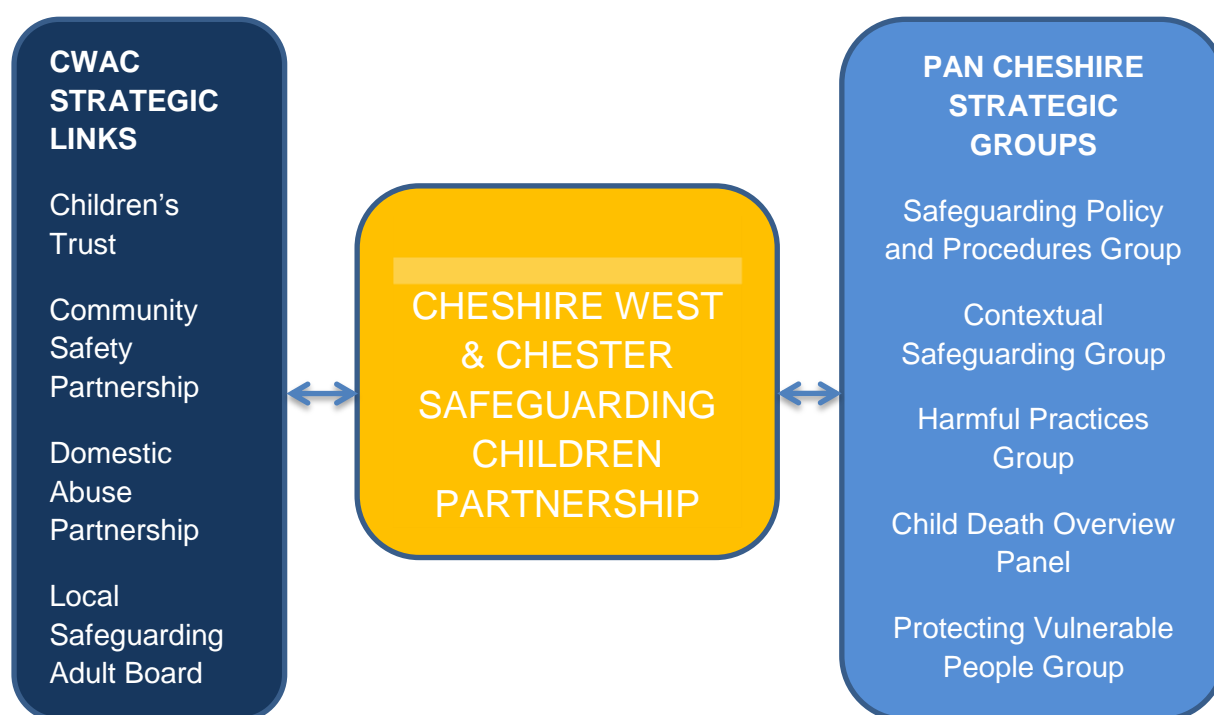 CWAC
STRATEGIC
LINKS
Children’s
Trust
Community
Safety
Partnership
Domestic
Abuse
Partnership
Local
Safeguarding
Adult Board
CHESHIRE WEST
& CHESTER
SAFEGUARDING
CHILDREN
PARTNERSHIP
PAN CHESHIRE
STRATEGIC
GROUPS
Safeguarding Policy
and Procedures Group
Contextual
Safeguarding Group
Harmful Practices
Group
Child Death Overview
Panel
Protecting Vulnerable
People Group